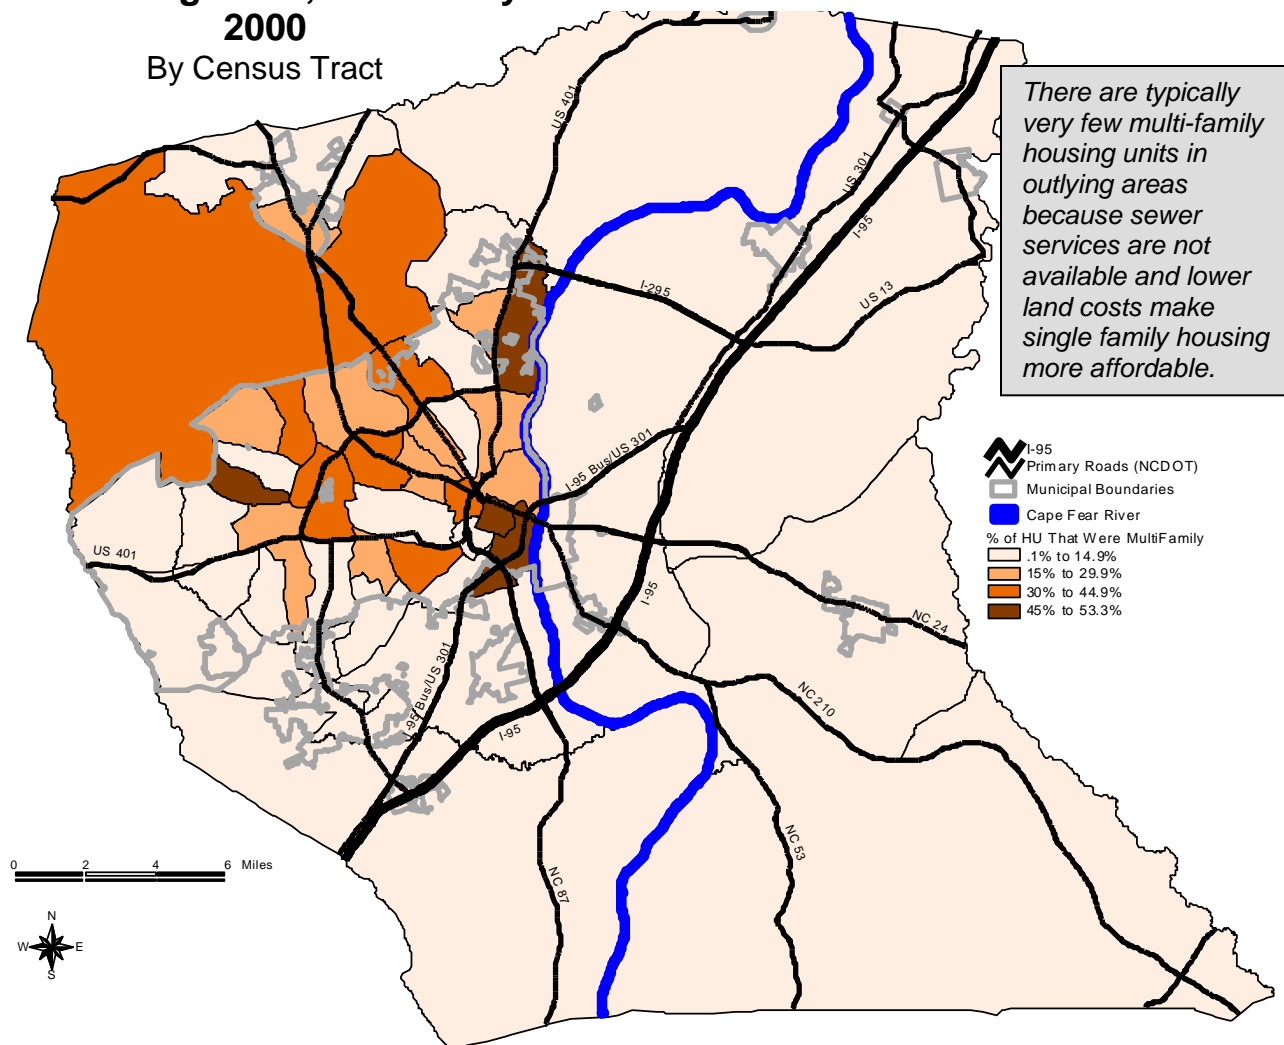 2000
By Census Tract
There are typically
very few multi-family
housing units in
outlying areas
because sewer
services are not
available and lower
land costs make
single family housing
more affordable.
US 401
US 301
I-95
I-295
US 13
I-95 Bus/US 301
I-95
Primary Roads (NCDOT)
Municipal Boundaries
Cape Fear River
% of HU That Were MultiFamily
.1% to 14.9%
15% to 29.9%
30% to 44.9%
45% to 53.3%
US 401
I-95
NC 24
I-95/Bus/US 301
NC 210
I-95
NC 53
NC 87
0 2 4 6 Miles
N
W E
S